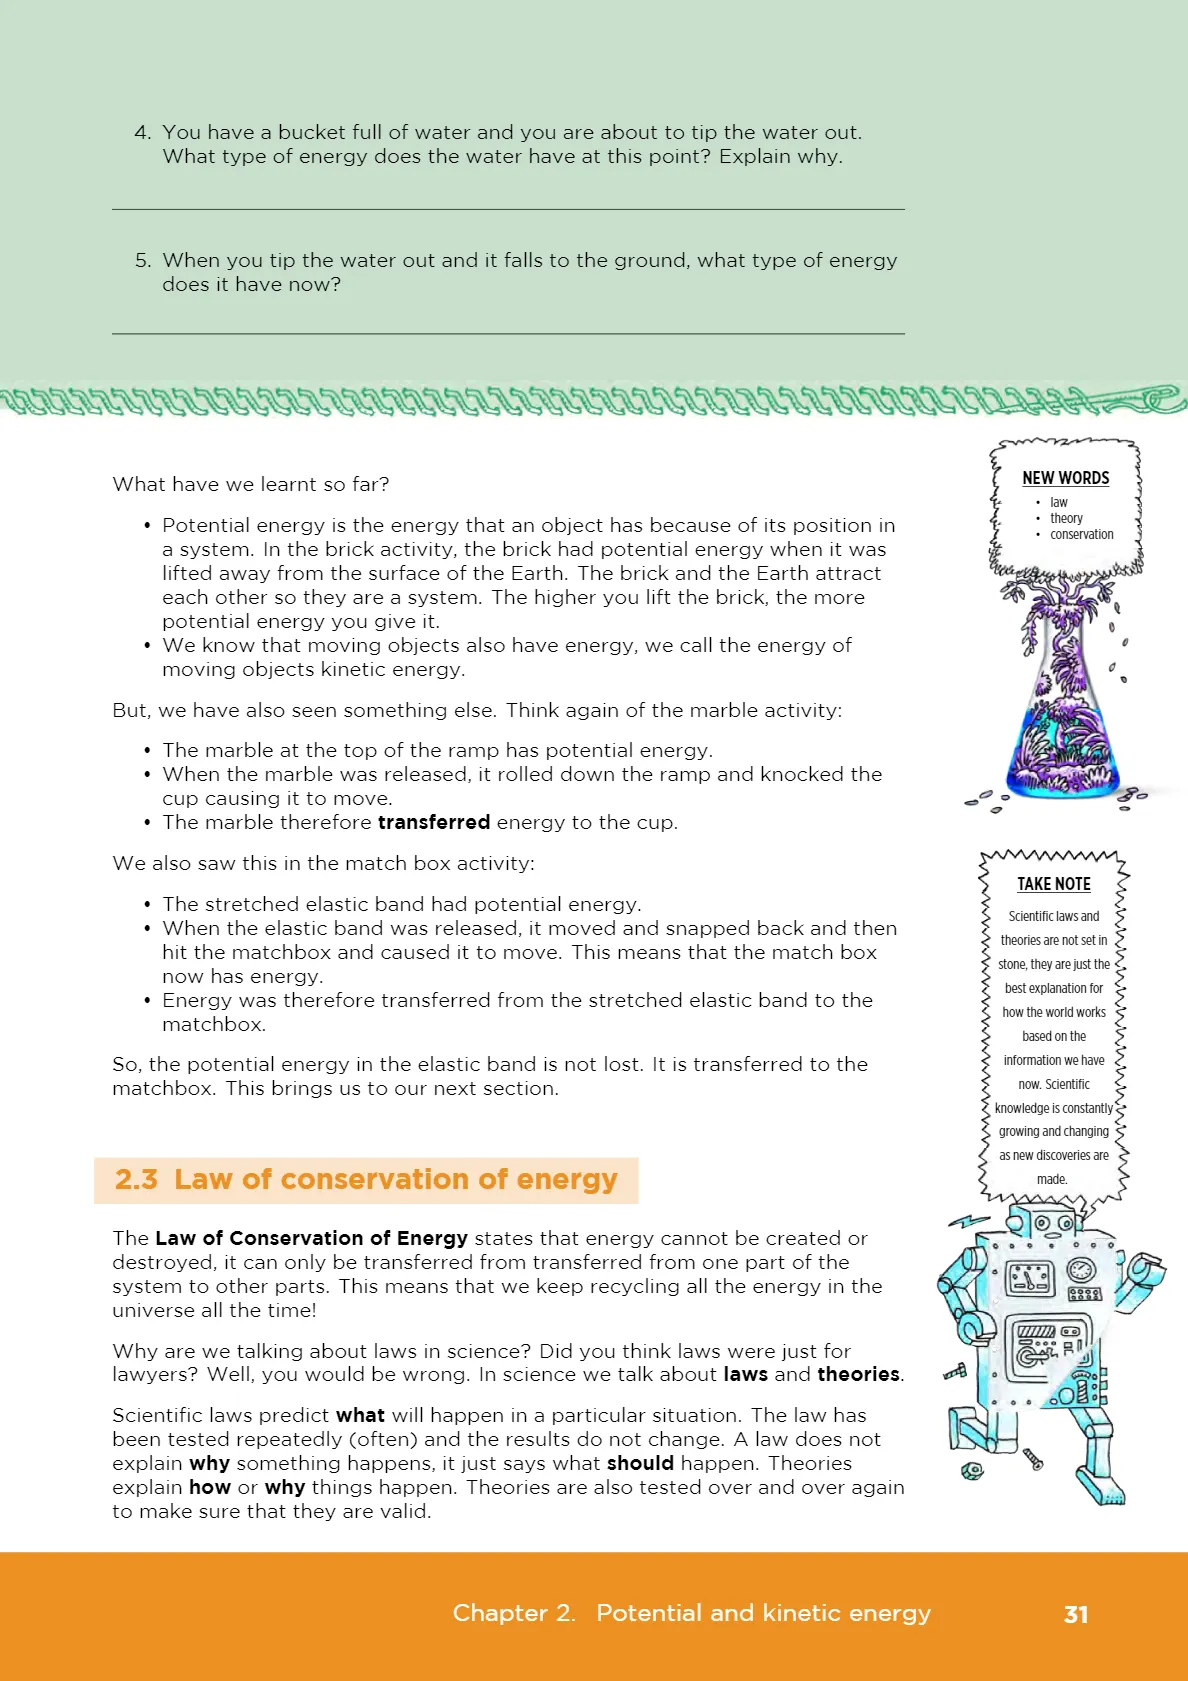 4. You have a bucket full of water and you are about to tip the water out.
What type of energy does the water have at this point? Explain why.
5. When you tip the water out and it falls to the ground, what type of energy
does it have now?
What have we learnt so far?
• Potential energy is the energy that an object has because of its position in
a system. In the brick activity, the brick had potential energy when it was
lifted away from the surface of the Earth. The brick and the Earth attract
each other so they are a system. The higher you lift the brick, the more
potential energy you give it.
• We know that moving objects also have energy, we call the energy of
moving objects kinetic energy.
But, we have also seen something else. Think again of the marble activity:
• The marble at the top of the ramp has potential energy.
• When the marble was released, it rolled down the ramp and knocked the
cup causing it to move.
• The marble therefore transferred energy to the cup.
We also saw this in the match box activity:
• The stretched elastic band had potential energy.
• When the elastic band was released, it moved and snapped back and then
hit the matchbox and caused it to move. This means that the match box
now has energy.
• Energy was therefore transferred from the stretched elastic band to the
matchbox.
So, the potential energy in the elastic band is not lost. It is transferred to the
matchbox. This brings us to our next section.
2.3 Law of conservation of energy
The Law of Conservation of Energy states that energy cannot be created or
destroyed, it can only be transferred from transferred from one part of the
system to other parts. This means that we keep recycling all the energy in the
universe all the time!
Why are we talking about laws in science? Did you think laws were just for
lawyers? Well, you would be wrong. In science we talk about laws and theories.
Scientific laws predict what will happen in a particular situation. The law has
been tested repeatedly (often) and the results do not change. A law does not
explain why something happens, it just says what should happen. Theories
explain how or why things happen. Theories are also tested over and over again
to make sure that they are valid.
NEW WORDS
• law
• theory
• conservation
TAKE NOTE
Scientific laws and
theories are not set in
stone, they are just the
best explanation for
how the world works
based on the
information we have
now. Scientific
knowledge is constantly
growing and changing
as new discoveries are
made.
Chapter 2. Potential and kinetic energy 31